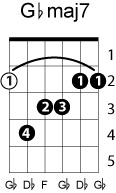 G♭maj7
1
1 1 1 2
2 3 3
4 4
5
G♭ D♭ F G♭ D♭ G♭